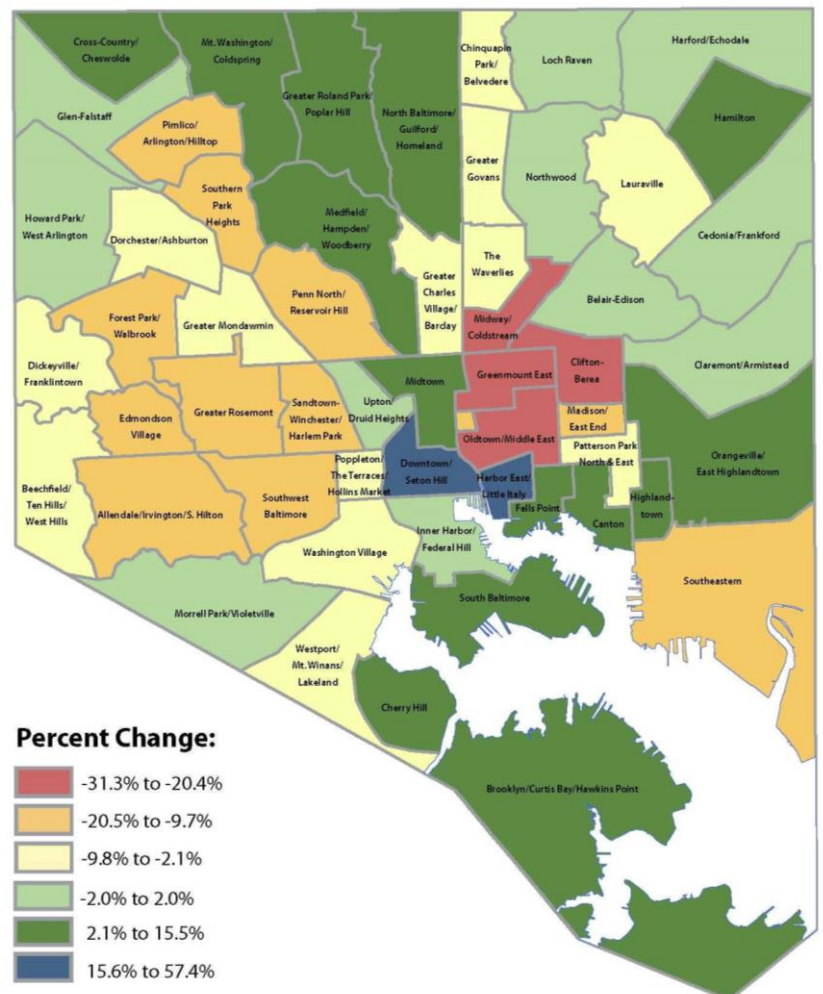 Cross-Country/
Cheswolde
Mt. Washington/
Coldspring
Greater Roland Park/
Poplar Hill
North Baltimore/
Guilford/
Homeland
Chinquapin
Park/
Belvedere
Loch Raven
Harford/Echodale
Glen-Falstaff
Pimlico/
Arlington/Hilltop
Hamilton
Greater
Govans
Northwood
Lauraville
Southern
Park
Heights
Howard Park/
West Arlington
Dorchester/Ashburton
Medfield/
Hampden/
Woodberry
Cedonia/Frankford
The
Waverlies
Greater
Charles
Village/
Barclay
Belair-Edison
Penn North/
Reservoir Hill
Forest Park/
Walbrook
Greater Mondawmin
Midway/
Coldstream
Dickeyville/
Franklintown
Clifton-
Berea
Claremont/Armistead
Greenmount East
Midtown
Upton/
Druid Heights
Sandtown-
Winchester/
Harlem Park
Greater Rosemont
Edmondson
Village
Madison/
East End
Oldtown/Middle East
Patterson Park
North & East
Orangeville/
East Highlandtown
Poppleton/
The Terraces/
Hollins Market
Downtown/
Seton Hill
Harbor East/
Little Italy
Highland-
town
Beechfield/
Ten Hills/
West Hills
Allendale/Irvington/S. Hilton
Southwest
Baltimore
Fells Point
Canton
Inner Harbor/
Federal Hill
Washington Village
Southeastern
South Baltimore
Morrell Park/Violetville
Westport/
Mt. Winans/
Lakeland
Cherry Hill
Brooklyn/Curtis Bay/Hawkins Point
Percent Change:
-31.3% to -20.4%
-20.5% to -9.7%
-9.8% to -2.1%
-2.0% to 2.0%
2.1% to 15.5%
15.6% to 57.4%